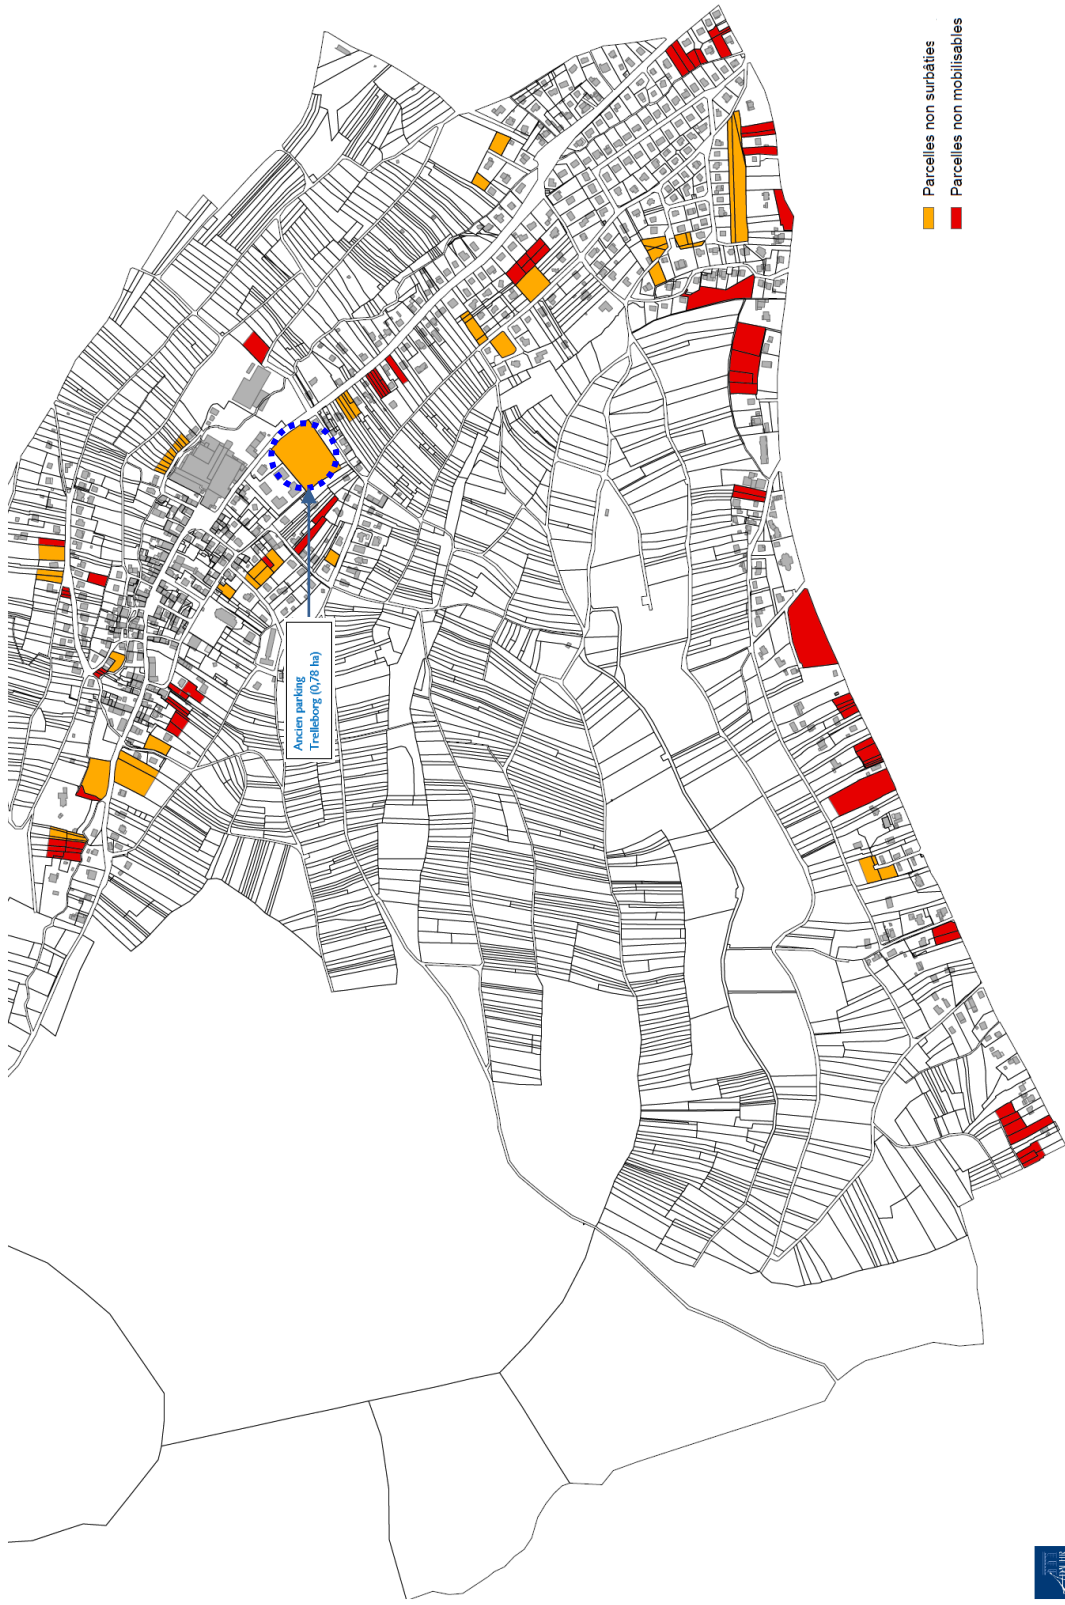 Parcelles non surbâties
Parcelles non mobilisables
Ancien parking
Trelleborg (0,78 ha)